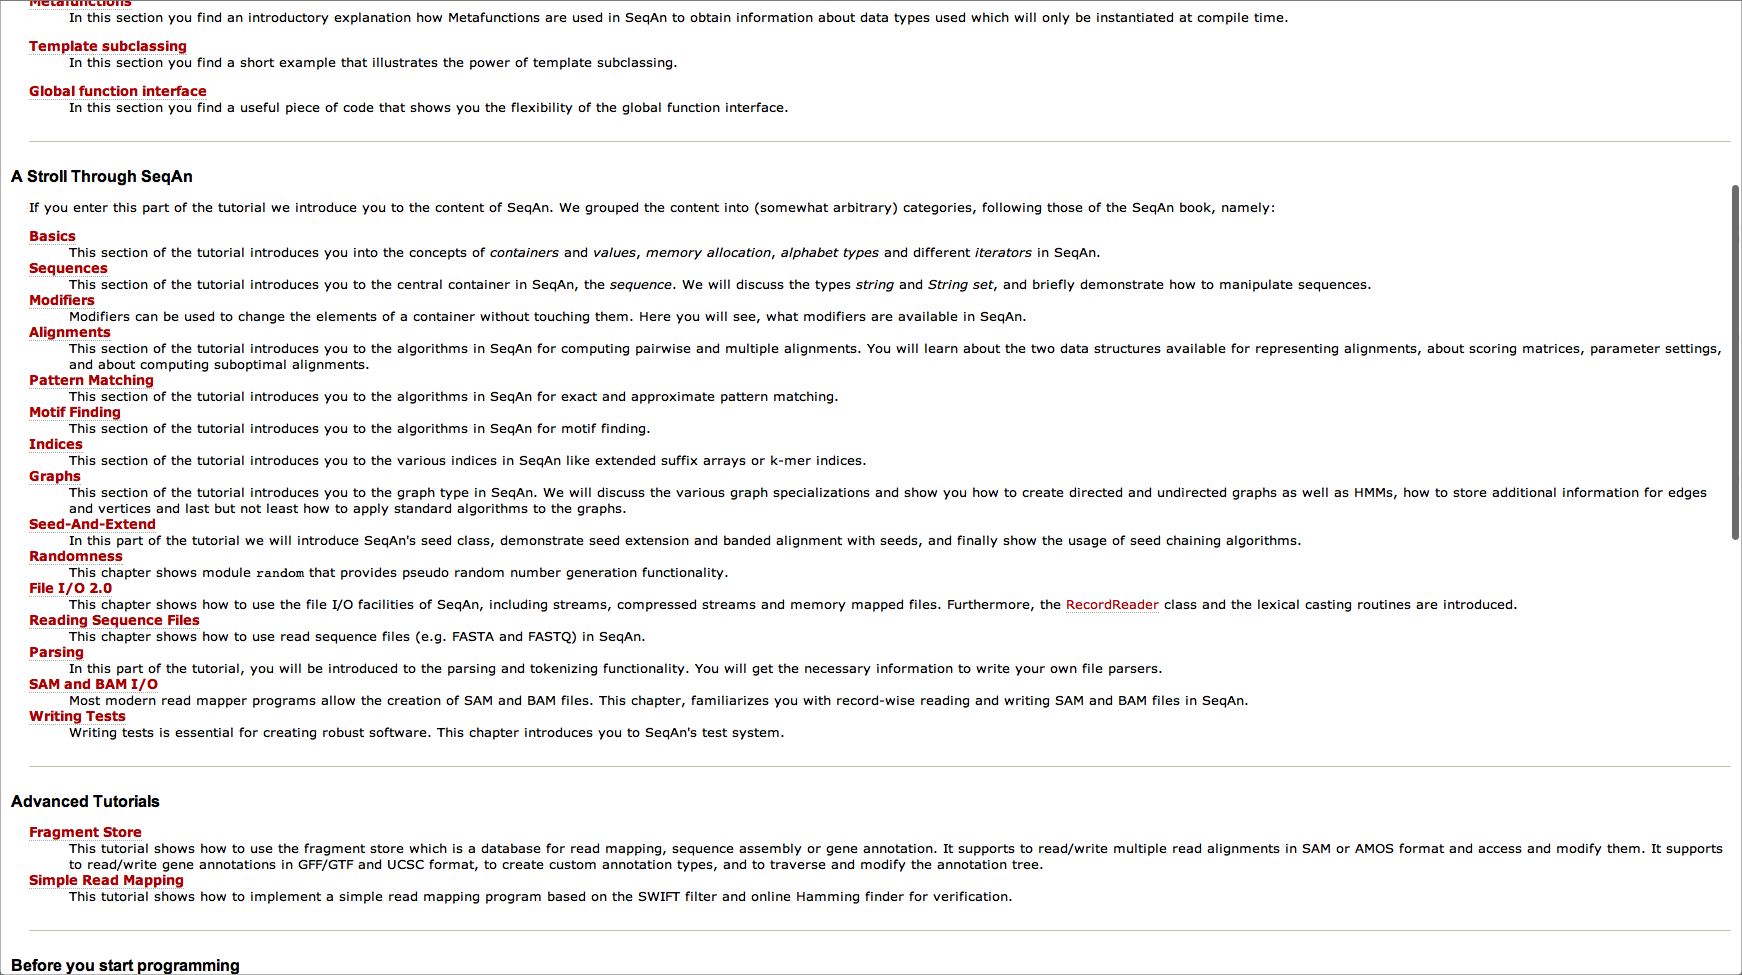 Metafunctions
In this section you find an introductory explanation how Metafunctions are used in SeqAn to obtain information about data types used which will only be instantiated at compile time.
Template subclassing
In this section you find a short example that illustrates the power of template subclassing.
Global function interface
In this section you find a useful piece of code that shows you the flexibility of the global function interface.
A Stroll Through SeqAn
If you enter this part of the tutorial we introduce you to the content of SeqAn. We grouped the content into (somewhat arbitrary) categories, following those of the SeqAn book, namely:
Basics
This section of the tutorial introduces you into the concepts of containers and values, memory allocation, alphabet types and different iterators in SeqAn.
Sequences
This section of the tutorial introduces you to the central container in SeqAn, the sequence. We will discuss the types string and String set, and briefly demonstrate how to manipulate sequences.
Modifiers
Modifiers can be used to change the elements of a container without touching them. Here you will see, what modifiers are available in SeqAn.
Alignments
This section of the tutorial introduces you to the algorithms in SeqAn for computing pairwise and multiple alignments. You will learn about the two data structures available for representing alignments, about scoring matrices, parameter settings,
and about computing suboptimal alignments.
Pattern Matching
This section of the tutorial introduces you to the algorithms in SeqAn for exact and approximate pattern matching.
Motif Finding
This section of the tutorial introduces you to the algorithms in SeqAn for motif finding.
Indices
This section of the tutorial introduces you to the various indices in SeqAn like extended suffix arrays or k-mer indices.
Graphs
This section of the tutorial introduces you to the graph type in SeqAn. We will discuss the various graph specializations and show you how to create directed and undirected graphs as well as HMMs, how to store additional information for edges
and vertices and last but not least how to apply standard algorithms to the graphs.
Seed-And-Extend
In this part of the tutorial we will introduce SeqAn's seed class, demonstrate seed extension and banded alignment with seeds, and finally show the usage of seed chaining algorithms.
Randomness
This chapter shows module random that provides pseudo random number generation functionality.
File I/O 2.0
This chapter shows how to use the file I/O facilities of SeqAn, including streams, compressed streams and memory mapped files. Furthermore, the RecordReader class and the lexical casting routines are introduced.
Reading Sequence Files
This chapter shows how to use read sequence files (e.g. FASTA and FASTQ) in SeqAn.
Parsing
In this part of the tutorial, you will be introduced to the parsing and tokenizing functionality. You will get the necessary information to write your own file parsers.
SAM and BAM I/O
Most modern read mapper programs allow the creation of SAM and BAM files. This chapter, familiarizes you with record-wise reading and writing SAM and BAM files in SeqAn.
Writing Tests
Writing tests is essential for creating robust software. This chapter introduces you to SeqAn's test system.
Advanced Tutorials
Fragment Store
This tutorial shows how to use the fragment store which is a database for read mapping, sequence assembly or gene annotation. It supports to read/write multiple read alignments in SAM or AMOS format and access and modify them. It supports
to read/write gene annotations in GFF/GTF and UCSC format, to create custom annotation types, and to traverse and modify the annotation tree.
Simple Read Mapping
This tutorial shows how to implement a simple read mapping program based on the SWIFT filter and online Hamming finder for verification.
Before you start programming